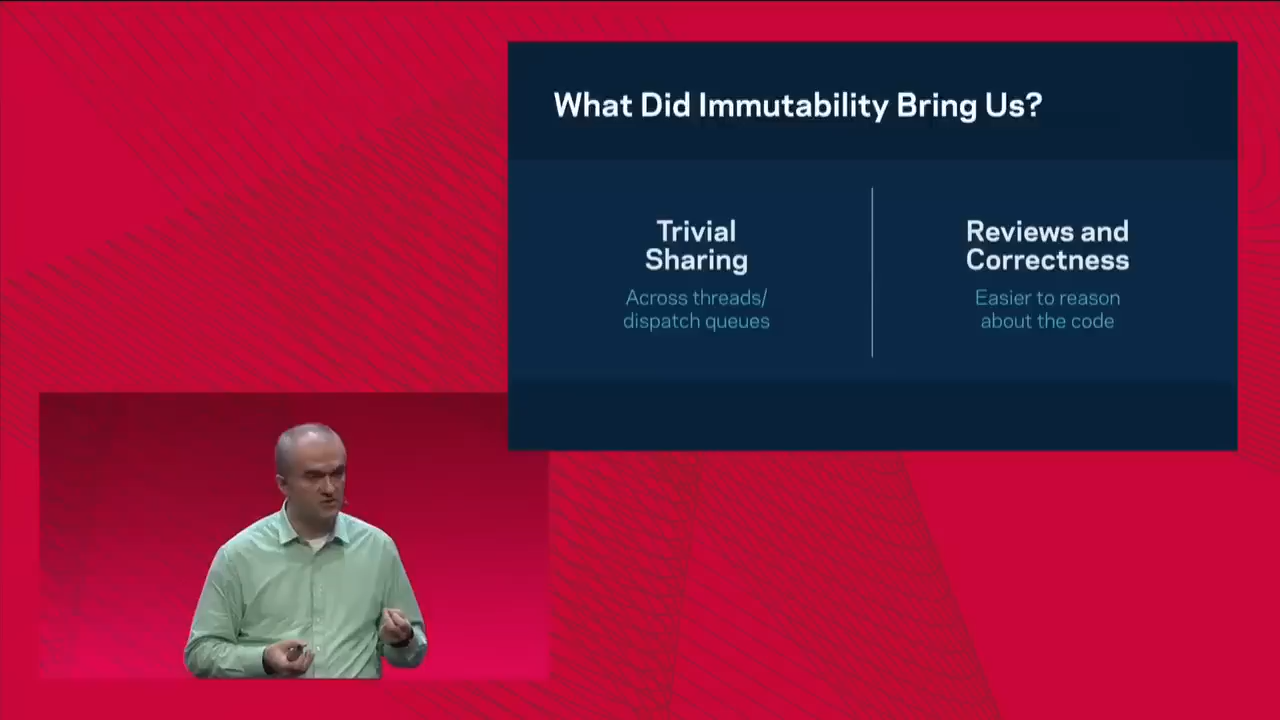 What Did Immutability Bring Us?
Trivial
Sharing
Across threads/
dispatch queues
Reviews and
Correctness
Easier to reason
about the code